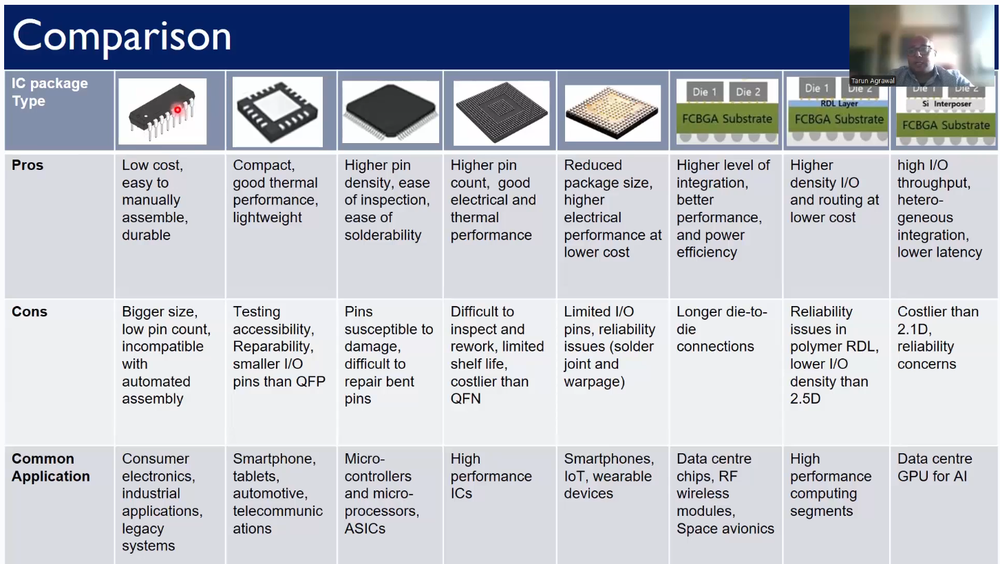 Comparison
Tarun Agrawal
IC package
Type
Die 1
Die 2
FCBGA Substrate
Die 1
Die 2
RDL Layer
FCBGA Substrate
Die 1
Die 2
Si Interposer
FCBGA Substrate
Pros
Low cost,
easy to
manually
assemble,
durable
Compact,
good thermal
performance,
lightweight
Higher pin
density, ease
of inspection,
ease of
solderability
Higher pin
count, good
electrical and
thermal
performance
Reduced
package size,
higher
electrical
performance at
lower cost
Higher level of
integration,
better
performance,
and power
efficiency
Higher
density I/O
and routing at
lower cost
high I/O
throughput,
hetero-
geneous
integration,
lower latency
Cons
Bigger size,
low pin count,
incompatible
with
automated
assembly
Testing
accessibility,
Reparability,
smaller I/O
pins than QFP
Pins
susceptible to
damage,
difficult to
repair bent
pins
Difficult to
inspect and
rework, limited
shelf life,
costlier than
QFN
Limited I/O
pins, reliability
issues (solder
joint and
warpage)
Longer die-to-
die
connections
Reliability
issues in
polymer RDL,
lower I/O
density than
2.5D
Costlier than
2.1D,
reliability
concerns
Common
Application
Consumer
electronics,
industrial
applications,
legacy
systems
Smartphone,
tablets,
automotive,
telecommunic
ations
Micro-
controllers
and micro-
processors,
ASICs
High
performance
ICs
Smartphones,
IoT, wearable
devices
Data centre
chips, RF
wireless
modules,
Space avionics
High
performance
computing
segments
Data centre
GPU for AI